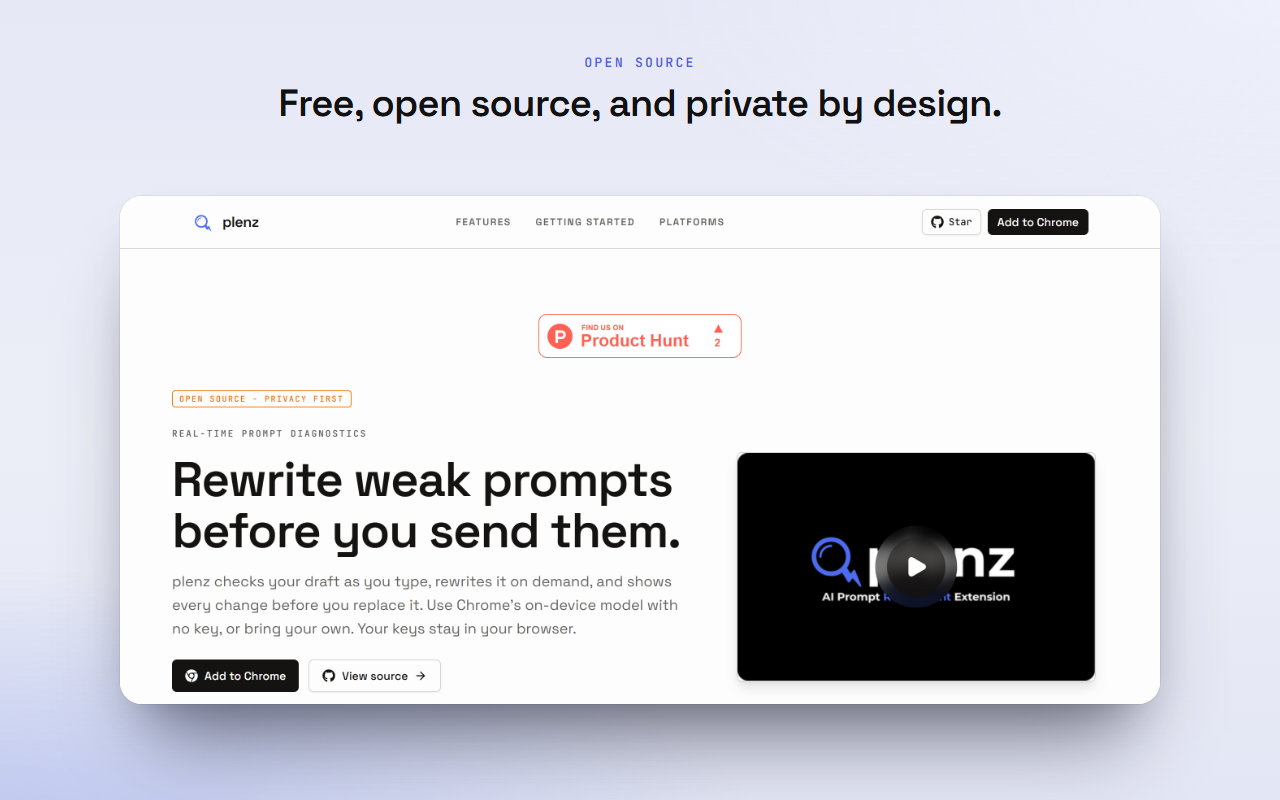 OPEN SOURCE
Free, open source, and private by design.
plenz
FEATURES
GETTING STARTED
PLATFORMS
Star
Add to Chrome
FIND US ON
Product Hunt
2
OPEN SOURCE - PRIVACY FIRST
REAL-TIME PROMPT DIAGNOSTICS
Rewrite weak prompts
before you send them.
plenz checks your draft as you type, rewrites it on demand, and shows
every change before you replace it. Use Chrome's on-device model with
no key, or bring your own. Your keys stay in your browser.
Add to Chrome
View source →
AI Prompt
Extension